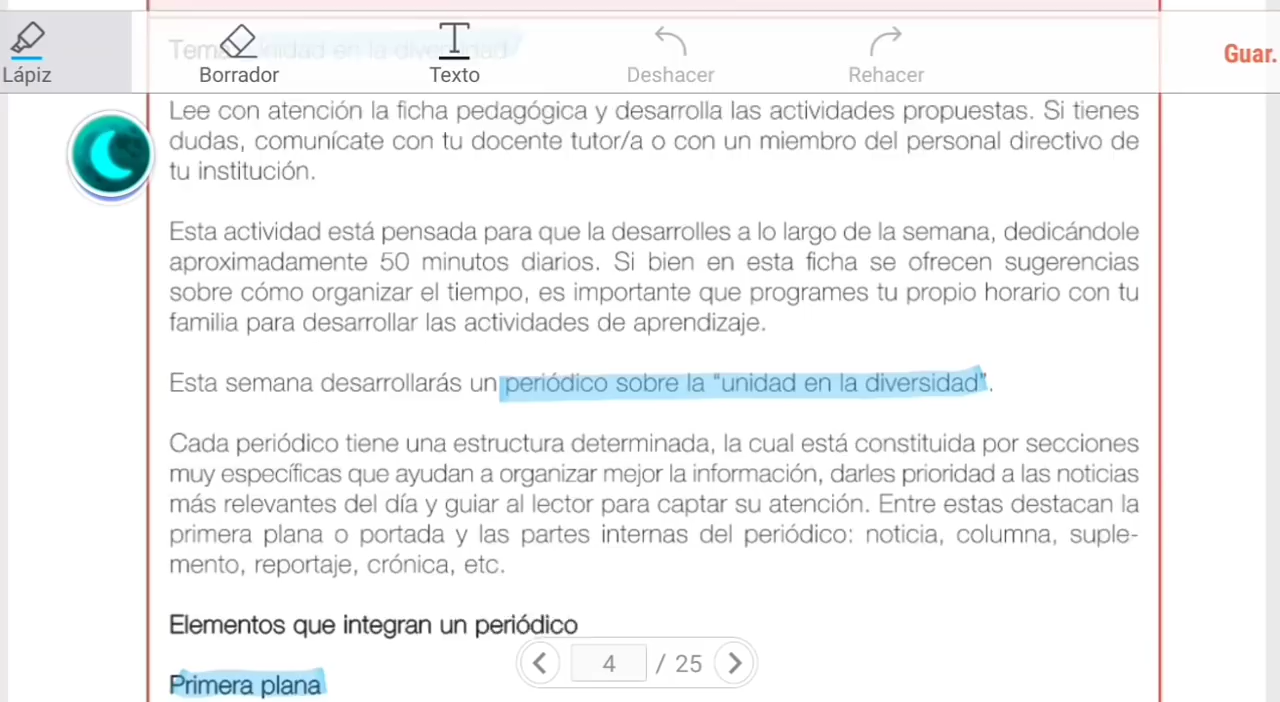 Lápiz
Borrador
Texto
Deshacer
Rehacer
Guar.
Tema: Unidad en la diversidad
Lee con atención la ficha pedagógica y desarrolla las actividades propuestas. Si tienes
dudas, comunícate con tu docente tutor/a o con un miembro del personal directivo de
tu institución.
Esta actividad está pensada para que la desarrolles a lo largo de la semana, dedicándole
aproximadamente 50 minutos diarios. Si bien en esta ficha se ofrecen sugerencias
sobre cómo organizar el tiempo, es importante que programes tu propio horario con tu
familia para desarrollar las actividades de aprendizaje.
Esta semana desarrollarás un periódico sobre la "unidad en la diversidad".
Cada periódico tiene una estructura determinada, la cual está constituida por secciones
muy específicas que ayudan a organizar mejor la información, darles prioridad a las noticias
más relevantes del día y guiar al lector para captar su atención. Entre estas destacan la
primera plana o portada y las partes internas del periódico: noticia, columna, suple-
mento, reportaje, crónica, etc.
Elementos que integran un periódico
4 / 25
Primera plana